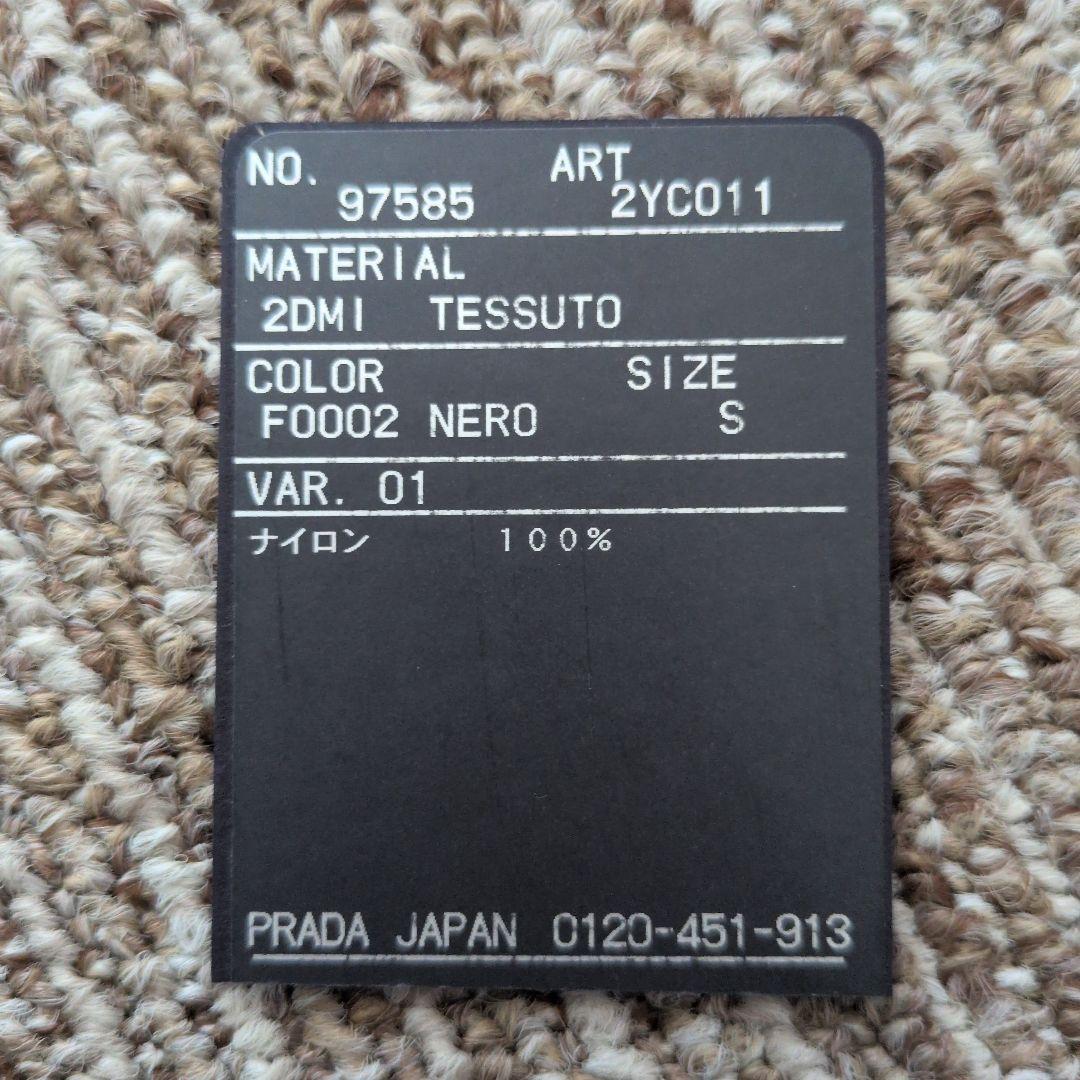 NO. ART
97585 2YC011
MATERIAL
2DMI TESSUTO
COLOR SIZE
F0002 NERO S
VAR. 01
ナイロン 100%
PRADA JAPAN 0120-451-913